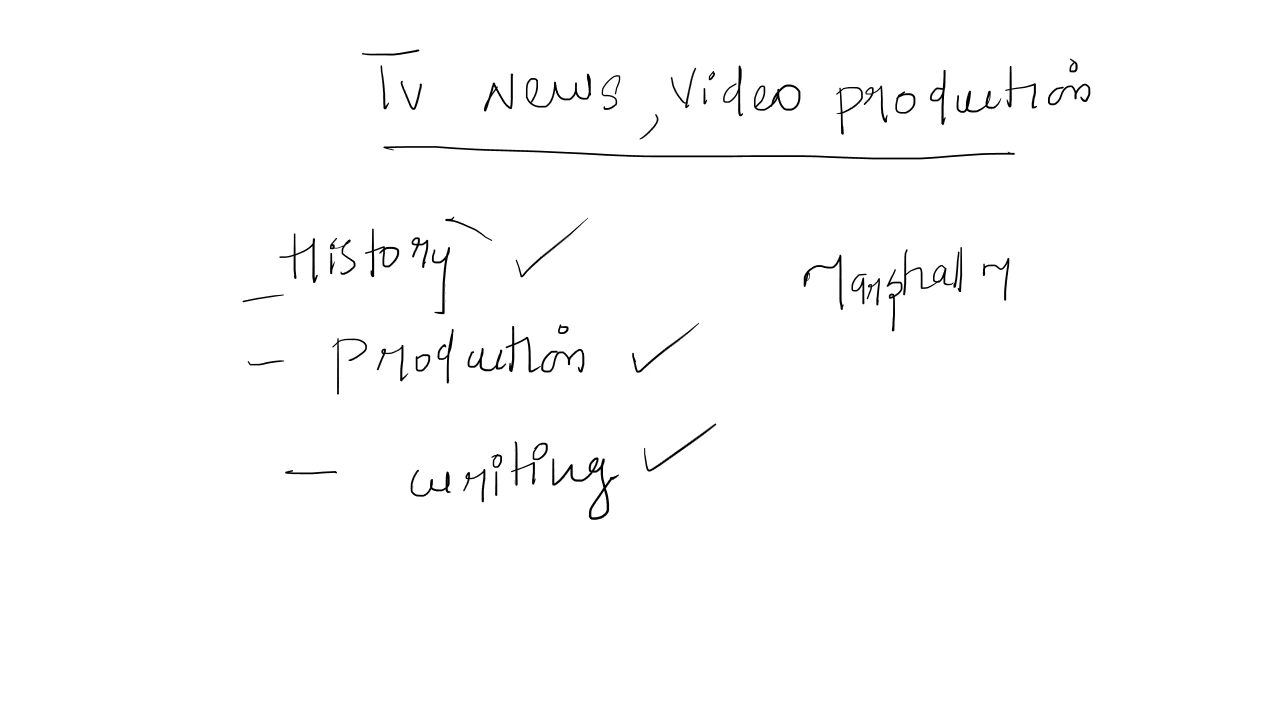 TV News, Video production
- History ✓
Marshall M
- Production ✓
- writing ✓